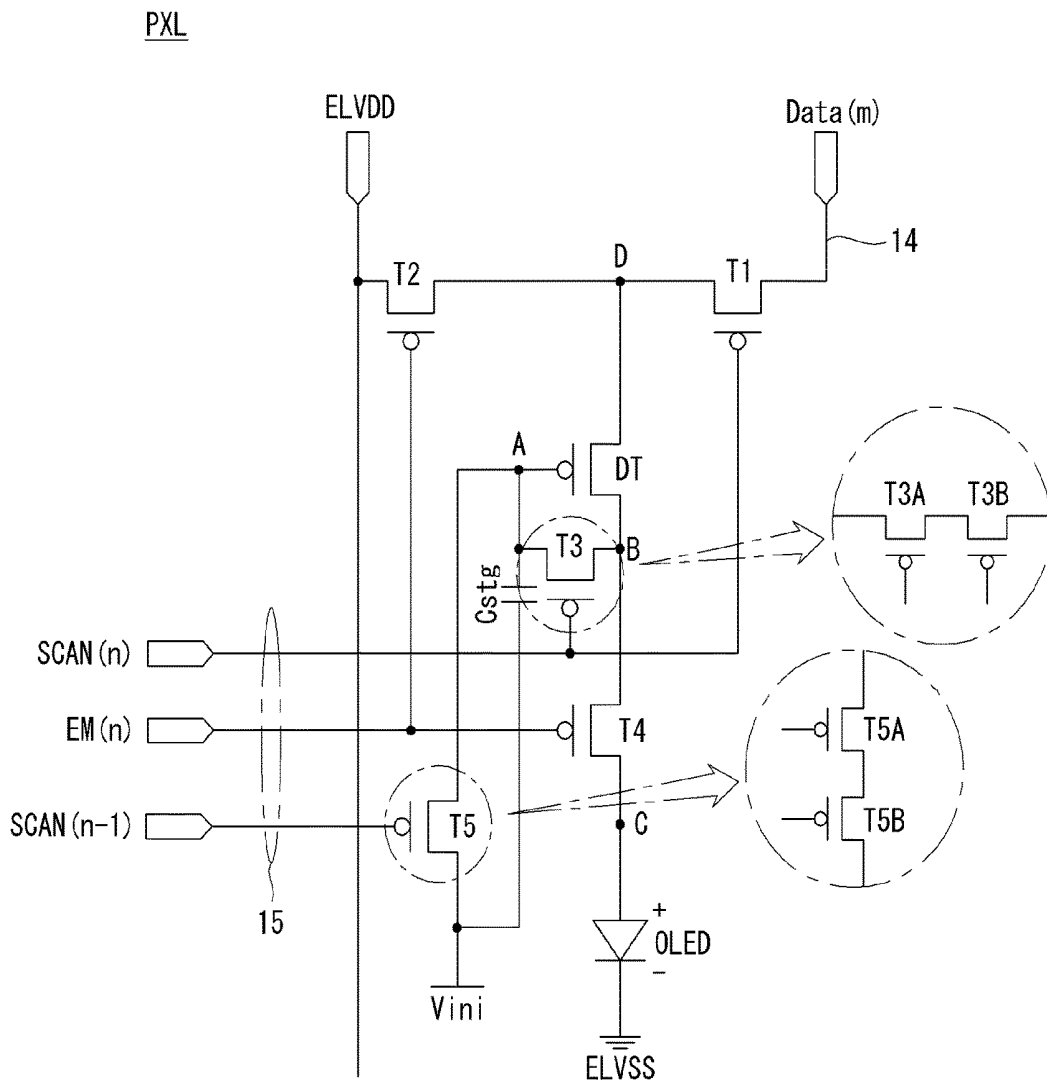 PXL
ELVDD
Data(m)
14
D
T2
T1
A
DT
T3A
T3B
T3
B
Cstg
SCAN(n)
EM(n)
T4
T5A
SCAN(n-1)
T5
C
T5B
15
+
OLED
-
Vini
ELVSS